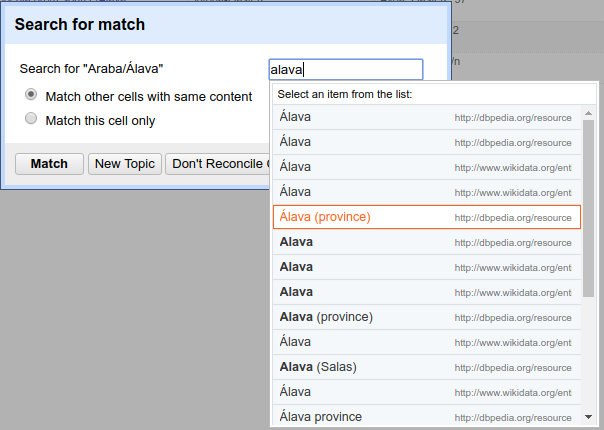 Search for match
Search for "Araba/Álava"
alava
Match other cells with same content
Match this cell only
Match
New Topic
Don't Reconcile
2
/n
Select an item from the list:
Álava http://dbpedia.org/resource
Álava http://dbpedia.org/resource
Álava http://www.wikidata.org/ent
Álava http://www.wikidata.org/ent
Álava (province) http://dbpedia.org/resource
Alava http://dbpedia.org/resource
Alava http://www.wikidata.org/ent
Alava http://www.wikidata.org/ent
Alava (province) http://dbpedia.org/resource
Álava http://www.wikidata.org/ent
Alava (Salas) http://dbpedia.org/resource
Álava http://www.wikidata.org/ent
Álava province http://dbpedia.org/resource